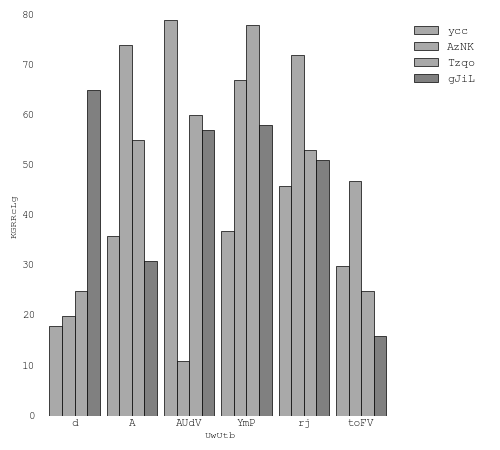 80
70
60
50
40
30
20
10
0
KGRRcLg
d A AUdV YmP rj toFV
UwUtb
ycc
AzNK
Tzqo
gJiL